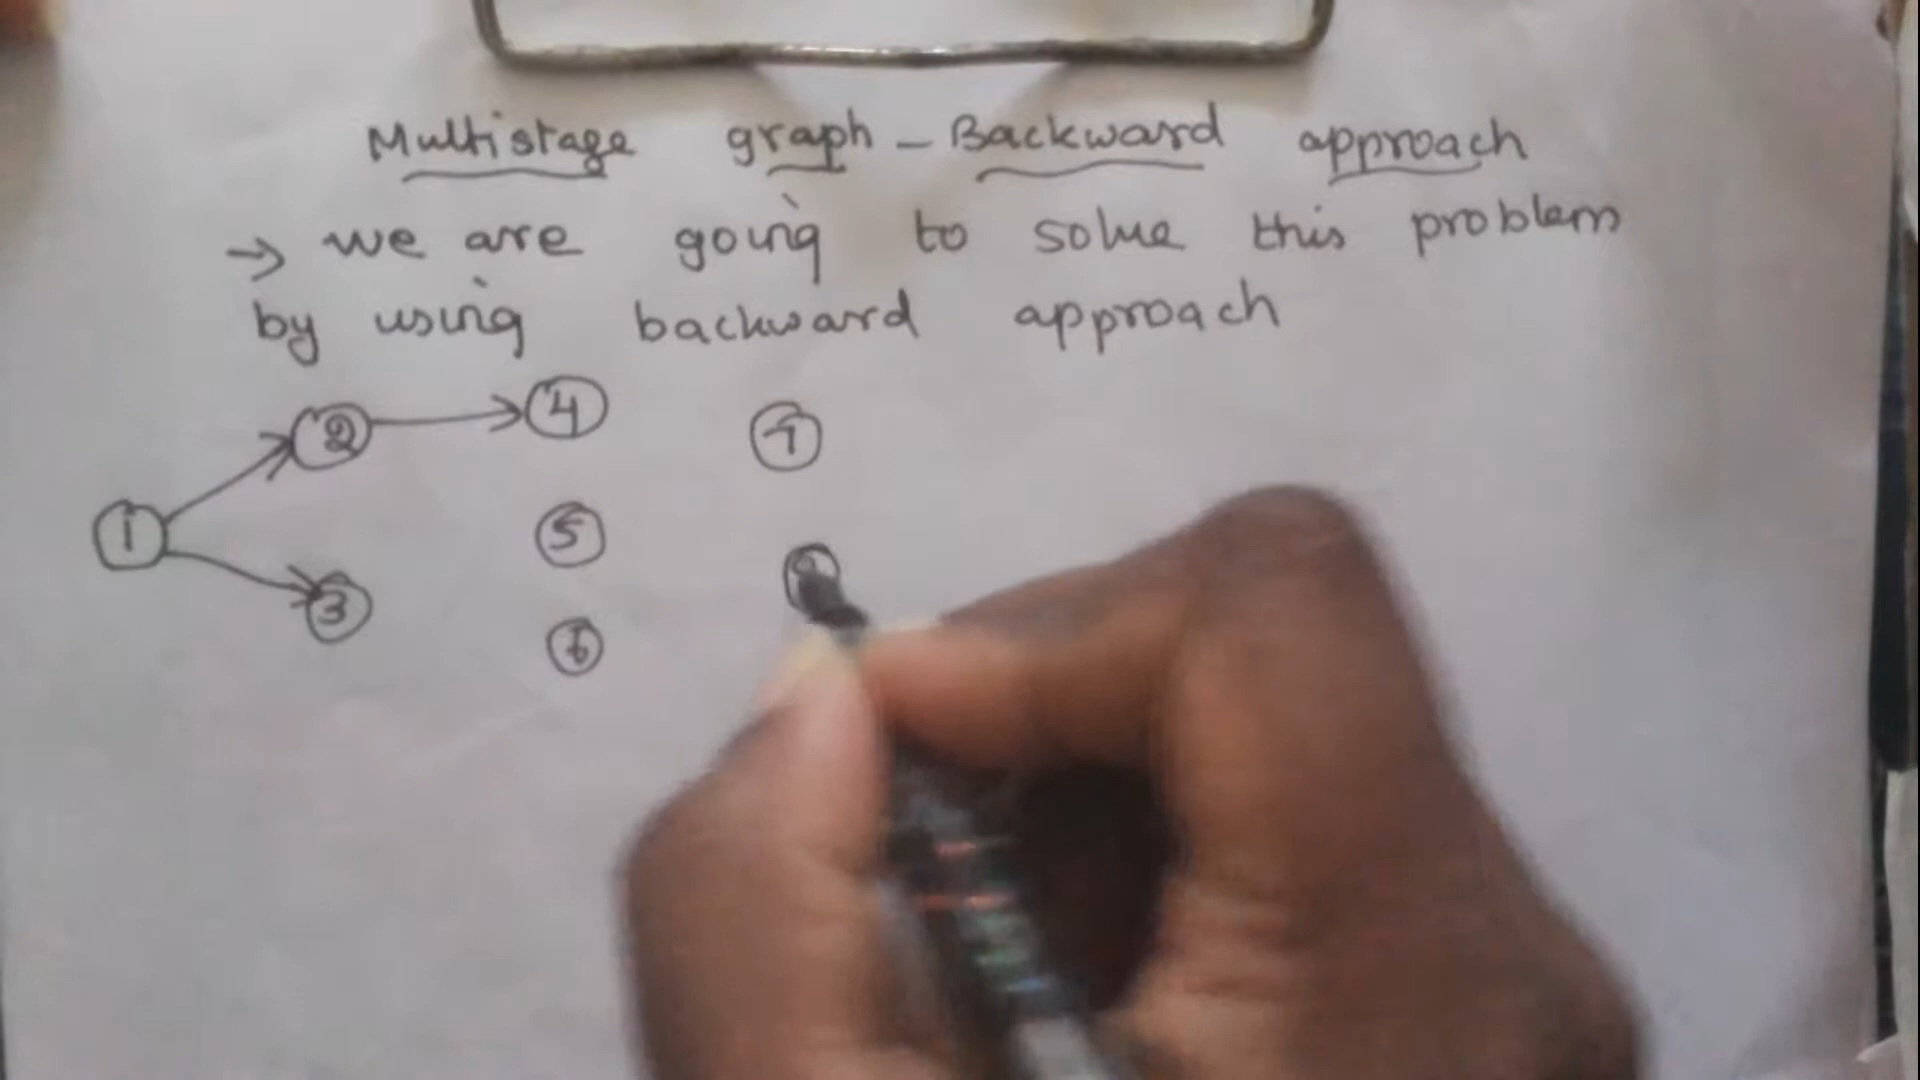 Multistage graph - Backward approach
→ we are going to solve this problem
by using backward approach
2 4 7
1 5
3 6